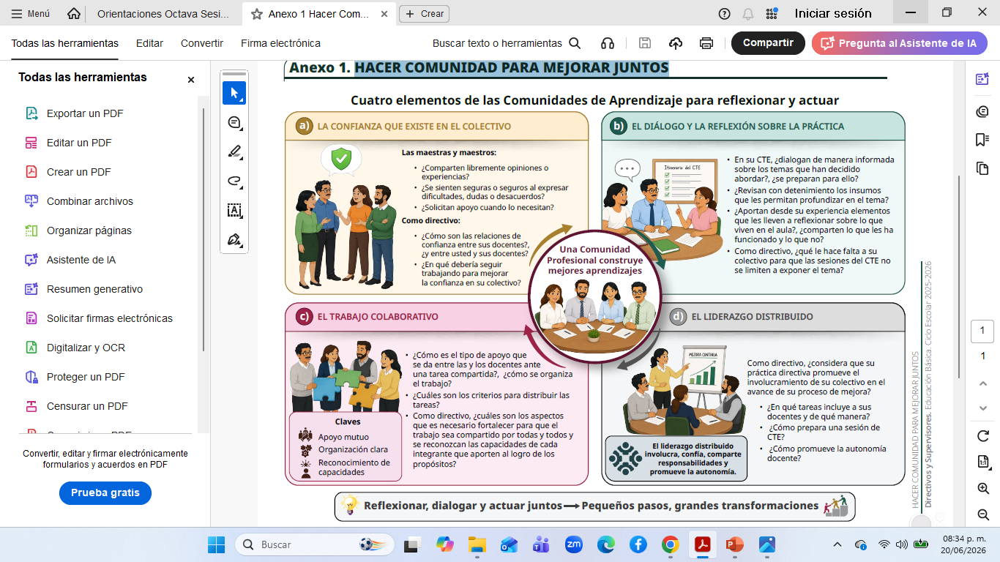 Menú
Orientaciones Octava Sesi...
Anexo 1 Hacer Com...
Crear
Iniciar sesión
Todas las herramientas
Editar
Convertir
Firma electrónica
Buscar texto o herramientas
Compartir
Pregunta al Asistente de IA
Todas las herramientas
Exportar un PDF
Editar un PDF
Crear un PDF
Combinar archivos
Organizar páginas
Asistente de IA
Resumen generativo
Solicitar firmas electrónicas
Digitalizar y OCR
Proteger un PDF
Censurar un PDF
Convertir, editar y firmar electrónicamente
formularios y acuerdos en PDF
Prueba gratis
Anexo 1. HACER COMUNIDAD PARA MEJORAR JUNTOS
Cuatro elementos de las Comunidades de Aprendizaje para reflexionar y actuar
a) LA CONFIANZA QUE EXISTE EN EL COLECTIVO
Las maestras y maestros:
• ¿Comparten libremente opiniones o
experiencias?
• ¿Se sienten seguras o seguros al expresar
dificultades, dudas o desacuerdos?
• ¿Solicitan apoyo cuando lo necesitan?
Como directivo:
• ¿Cómo son las relaciones de
confianza entre sus docentes?,
¿y entre usted y sus docentes?
• ¿En qué debería seguir
trabajando para mejorar
la confianza en su colectivo?
b) EL DIÁLOGO Y LA REFLEXIÓN SOBRE LA PRÁCTICA
Itinerario del CTE
• En su CTE, ¿dialogan de manera informada
sobre los temas que han decidido
abordar?, ¿se preparan para ello?
• ¿Revisan con detenimiento los insumos
que les permitan profundizar en el tema?
• ¿Aportan desde su experiencia elementos
que les lleven a reflexionar sobre lo que
viven en el aula?, ¿comparten lo que les ha
funcionado y lo que no?
• Como directivo, ¿qué le hace falta a su
colectivo para que las sesiones del CTE no
se limiten a exponer el tema?
Una Comunidad
Profesional construye
mejores aprendizajes
c) EL TRABAJO COLABORATIVO
• ¿Cómo es el tipo de apoyo que
se da entre las y los docentes ante
una tarea compartida?, ¿cómo se organiza
el trabajo?
• ¿Cuáles son los criterios para distribuir las
tareas?
• Como directivo, ¿cuáles son los aspectos
que es necesario fortalecer para que el
trabajo sea compartido por todas y todos y
se reconozcan las capacidades de cada
integrante que aporten al logro de los
propósitos?
Claves
Apoyo mutuo
Organización clara
Reconocimiento de
capacidades
d) EL LIDERAZGO DISTRIBUIDO
MEJORA CONTINUA
Como directivo, ¿considera que su
práctica directiva promueve el
involucramiento de su colectivo en el
avance de su proceso de mejora?
• ¿En qué tareas incluye a sus
docentes y de qué manera?
• ¿Cómo prepara una sesión de
CTE?
• ¿Cómo promueve la autonomía
docente?
El liderazgo distribuido
involucra, confía, comparte
responsabilidades y
promueve la autonomía.
Reflexionar, dialogar y actuar juntos → Pequeños pasos, grandes transformaciones
HACER COMUNIDAD PARA MEJORAR JUNTOS
Directivos y Supervisores. Educación Básica. Ciclo Escolar 2025-2026
1
1
1:1
Buscar
zm
08:34 p. m.
20/06/2026